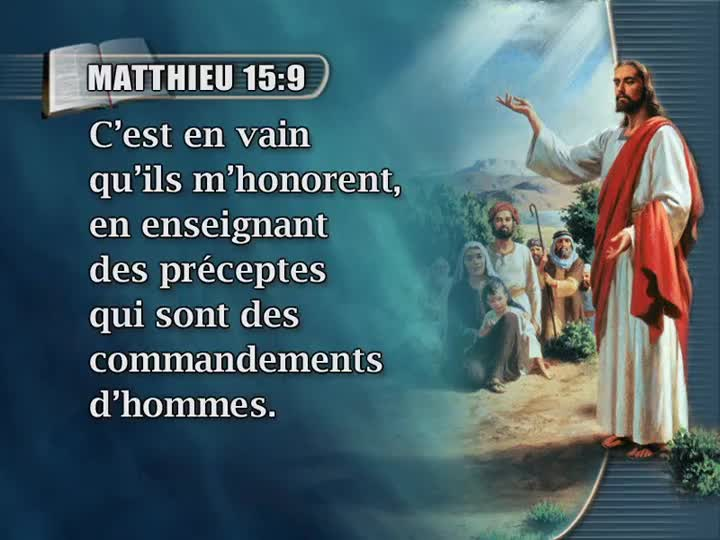 MATTHIEU 15:9
C’est en vain
qu’ils m’honorent,
en enseignant
des préceptes
qui sont des
commandements
d’hommes.